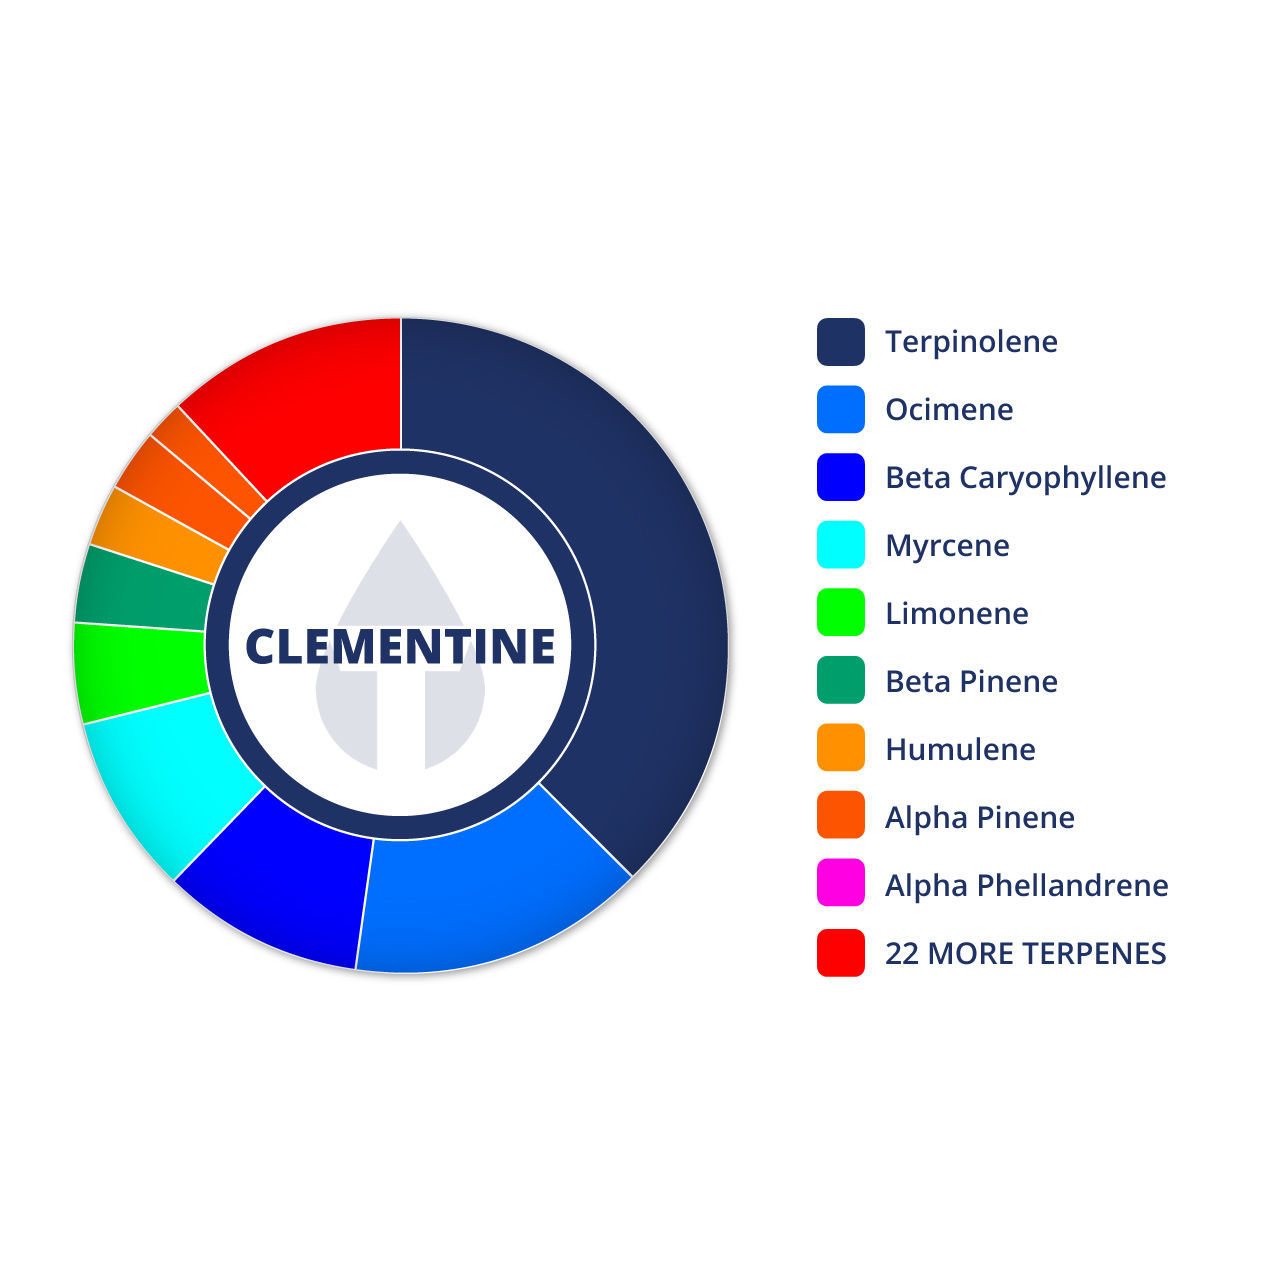 CLEMENTINE
Terpinolene
Ocimene
Beta Caryophyllene
Myrcene
Limonene
Beta Pinene
Humulene
Alpha Pinene
Alpha Phellandrene
22 MORE TERPENES